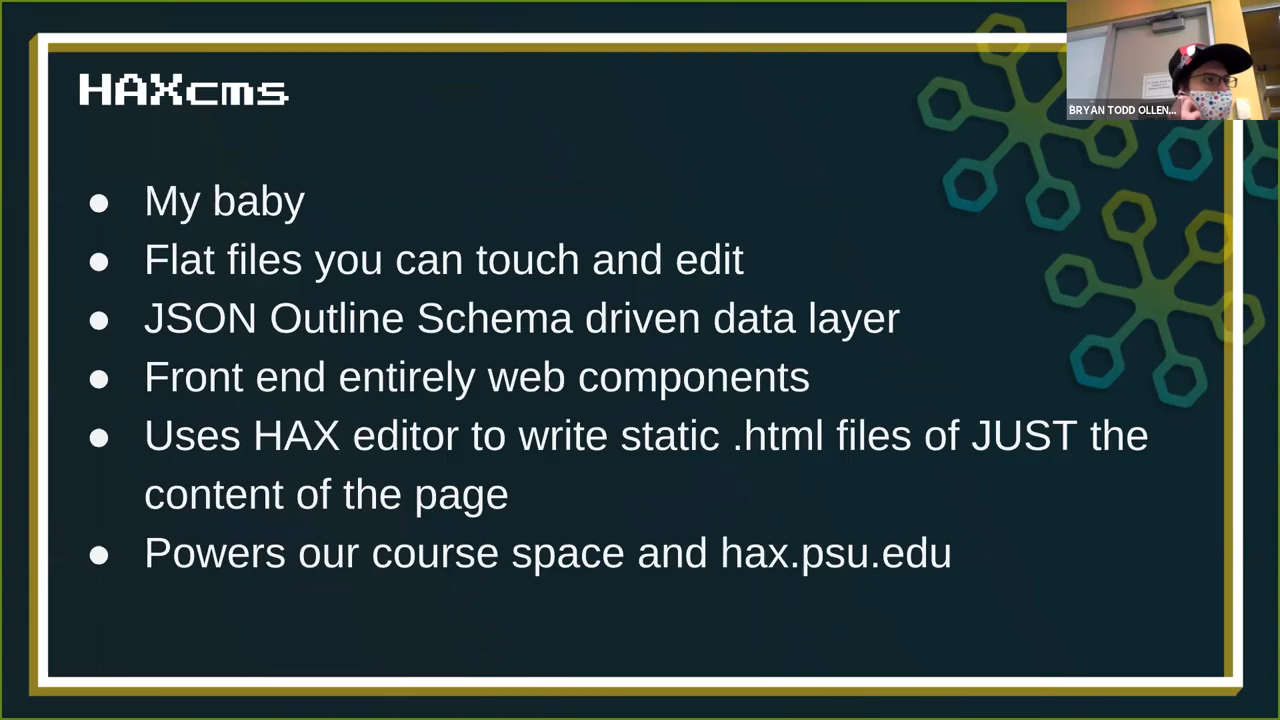 HAXcms
BRYAN TODD OLLEN...
● My baby
● Flat files you can touch and edit
● JSON Outline Schema driven data layer
● Front end entirely web components
● Uses HAX editor to write static .html files of JUST the
content of the page
● Powers our course space and hax.psu.edu